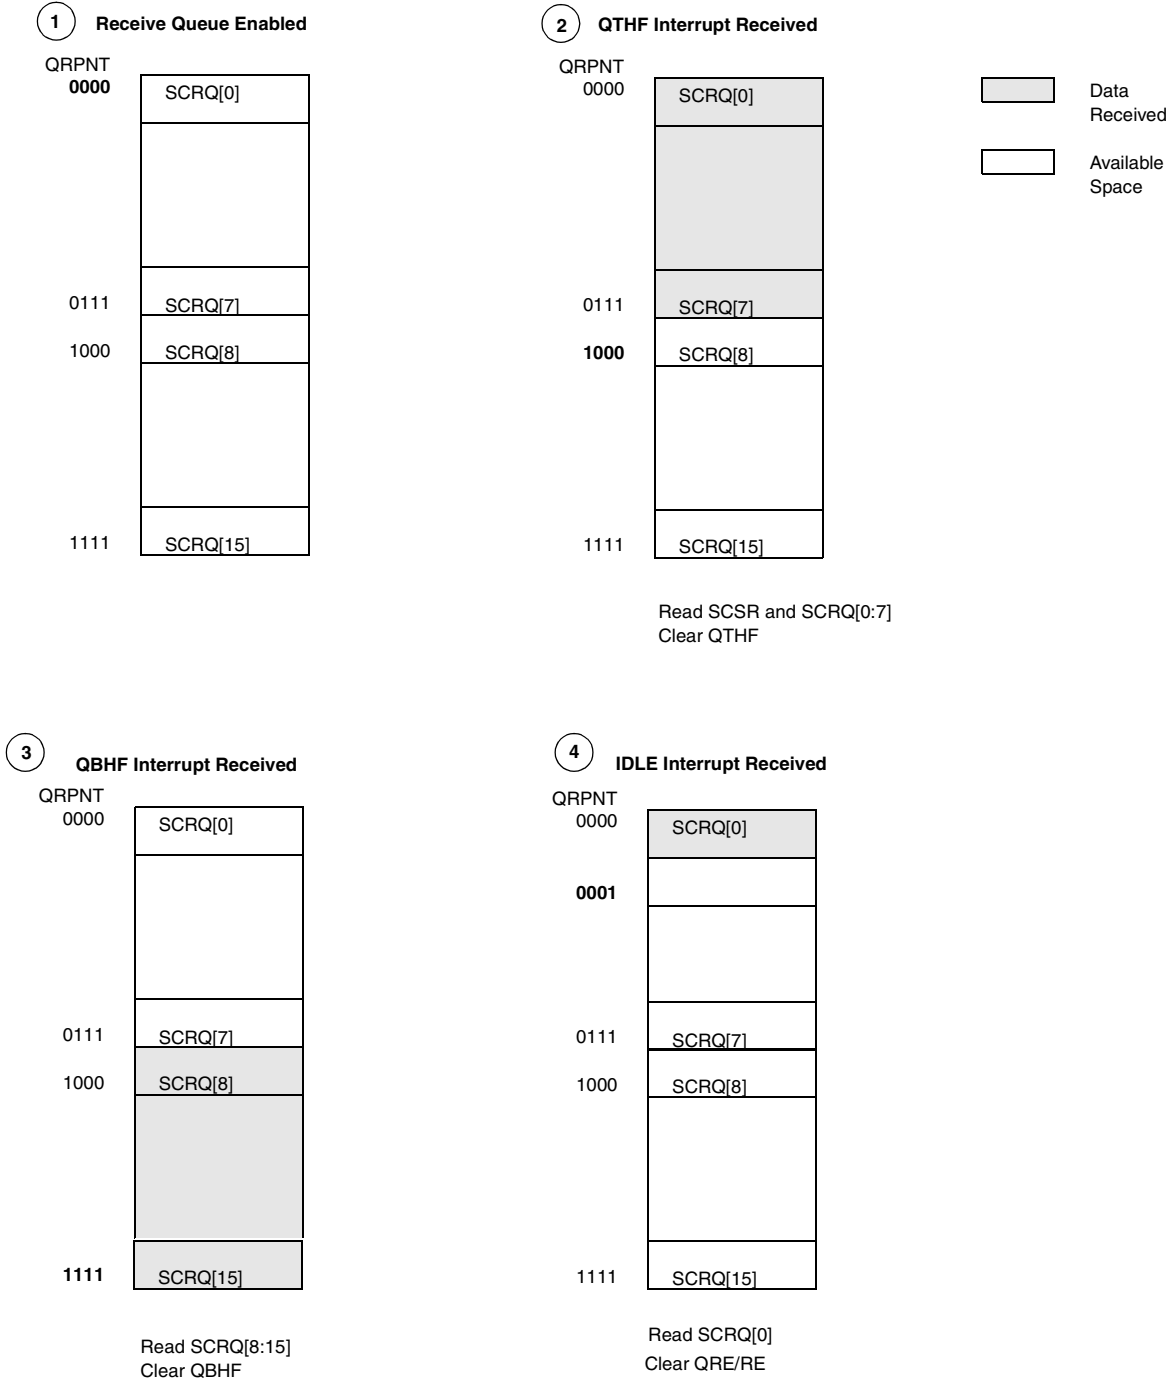 1 Receive Queue Enabled
QRPNT
0000 SCRQ[0]
0111 SCRQ[7]
1000 SCRQ[8]
1111 SCRQ[15]
2 QTHF Interrupt Received
QRPNT
0000 SCRQ[0]
0111 SCRQ[7]
1000 SCRQ[8]
1111 SCRQ[15]
Read SCSR and SCRQ[0:7]
Clear QTHF
Data
Received
Available
Space
3 QBHF Interrupt Received
QRPNT
0000 SCRQ[0]
0111 SCRQ[7]
1000 SCRQ[8]
1111 SCRQ[15]
Read SCRQ[8:15]
Clear QBHF
4 IDLE Interrupt Received
QRPNT
0000 SCRQ[0]
0001
0111 SCRQ[7]
1000 SCRQ[8]
1111 SCRQ[15]
Read SCRQ[0]
Clear QRE/RE